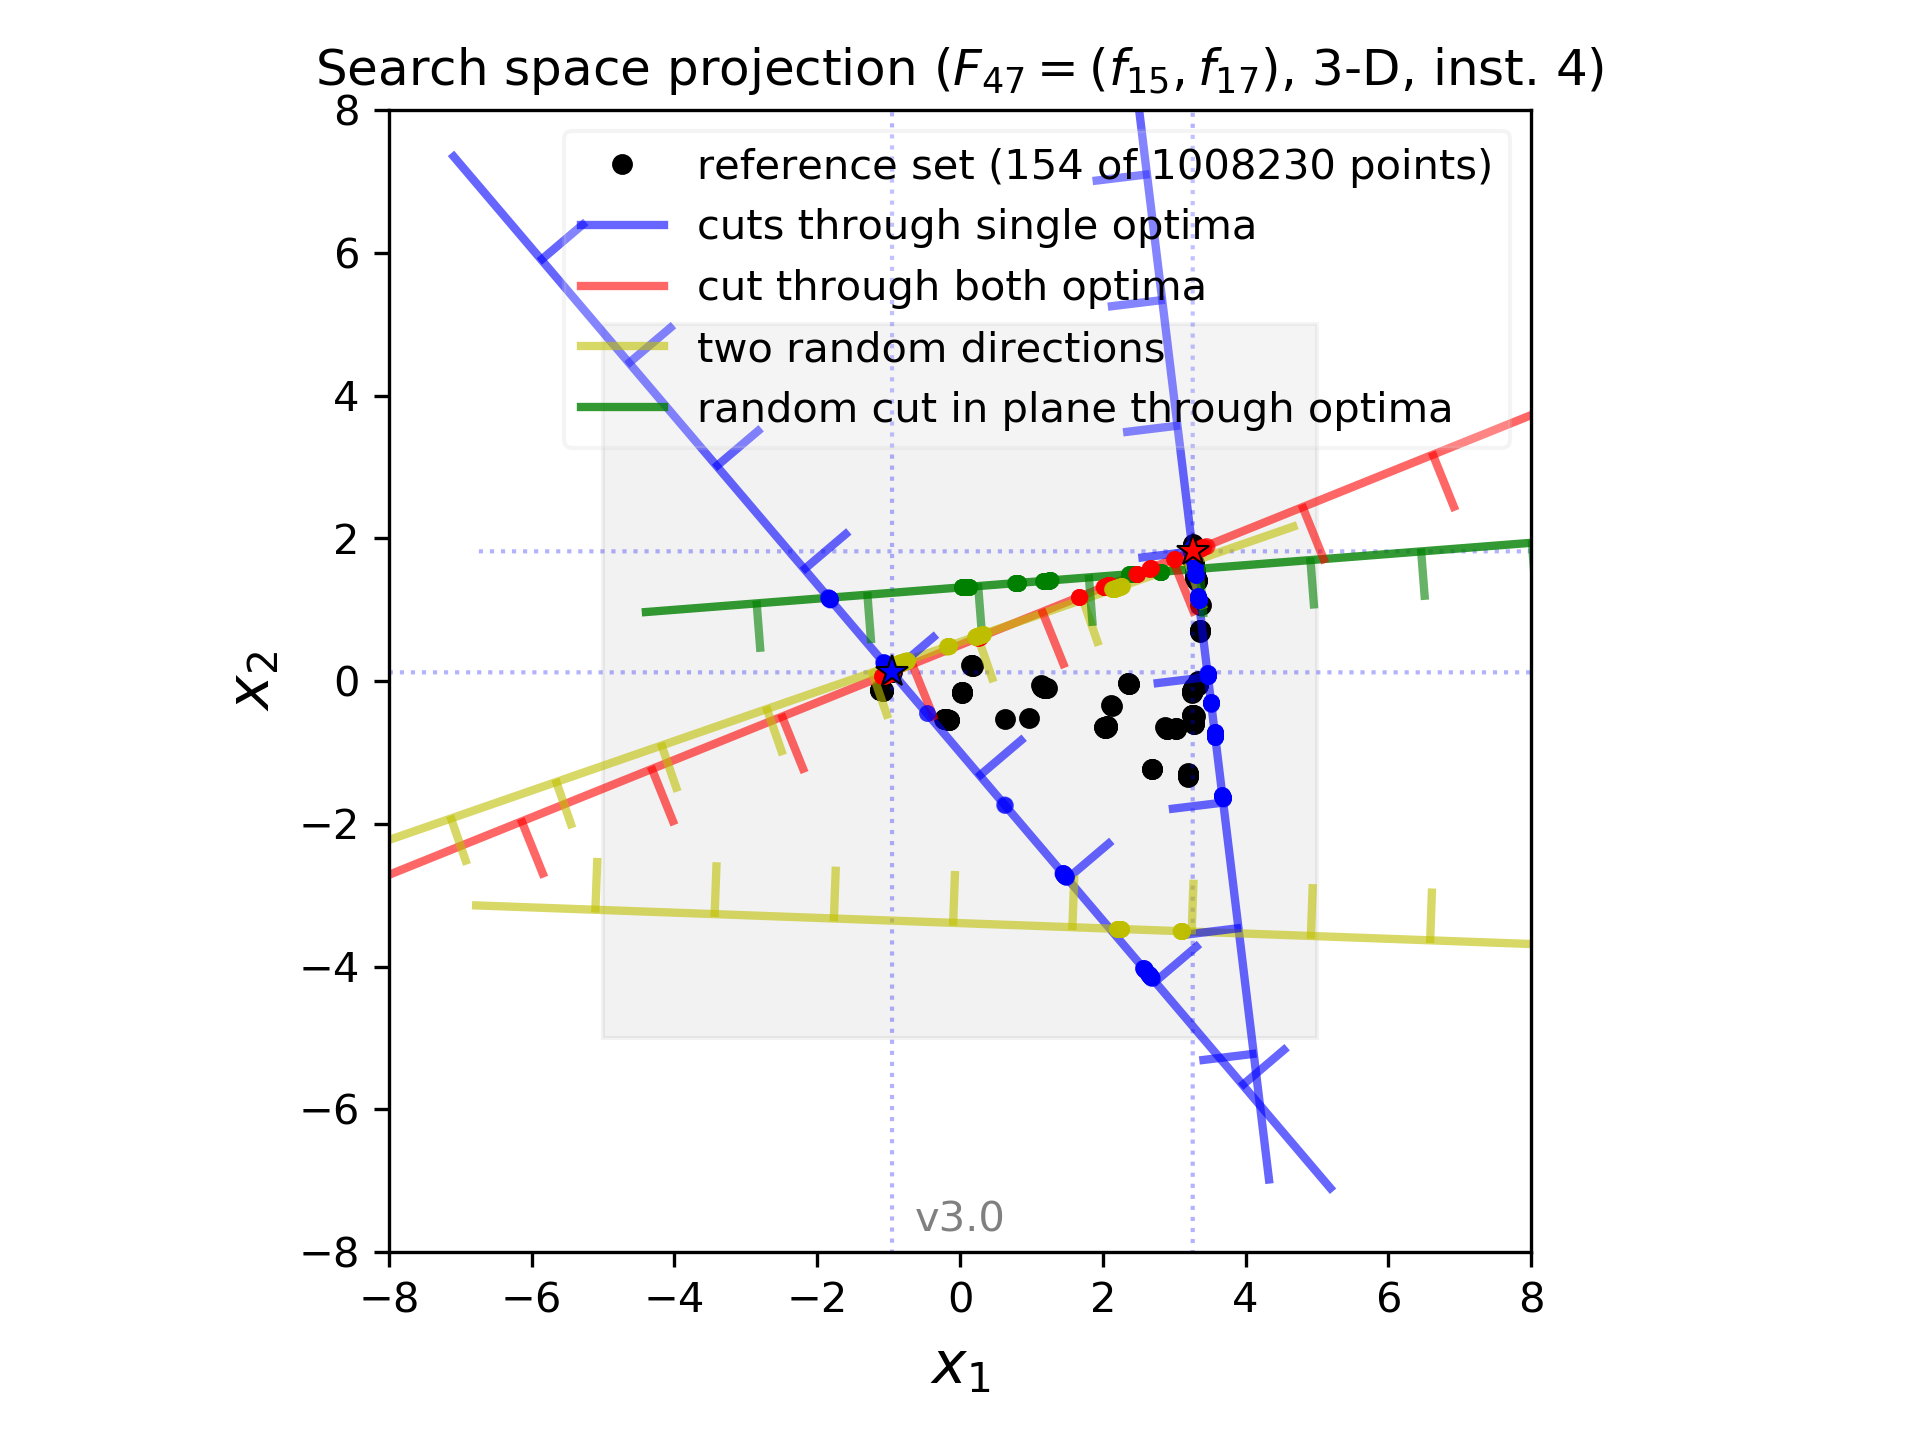 Search space projection (F47 = (f15, f17), 3-D, inst. 4)
reference set (154 of 1008230 points)
cuts through single optima
cut through both optima
two random directions
random cut in plane through optima
8
6
4
2
0
−2
−4
−6
−8
x2
v3.0
−8 −6 −4 −2 0 2 4 6 8
x1